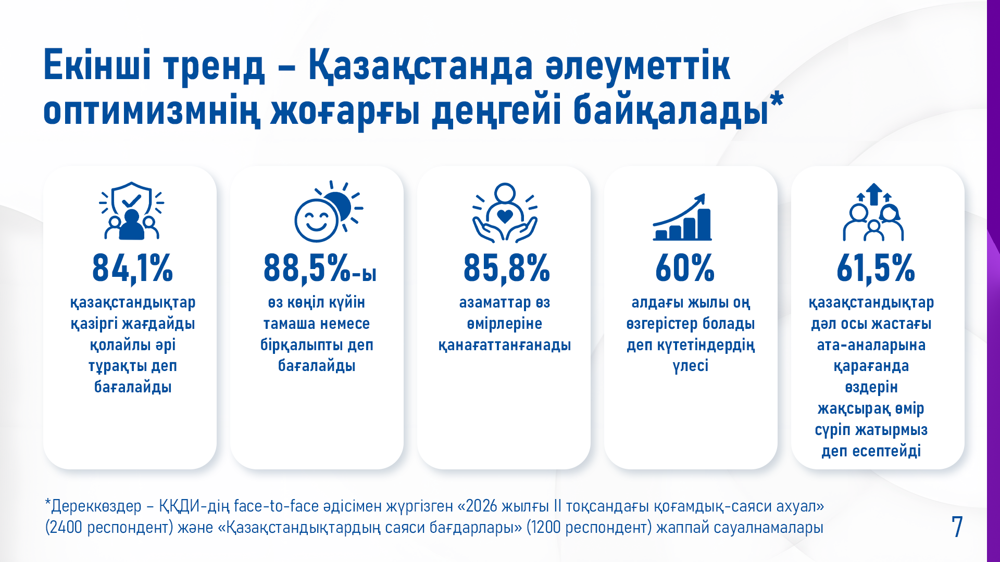 Екінші тренд – Қазақстанда әлеуметтік
оптимизмнің жоғарғы деңгейі байқалады*
84,1%
қазақстандықтар
қазіргі жағдайды
қолайлы әрі
тұрақты деп
бағалайды
88,5%-ы
өз көңіл күйін
тамаша немесе
бірқалыпты деп
бағалайды
85,8%
азаматтар өз
өмірлеріне
қанағаттанғанады
60%
алдағы жылы оң
өзгерістер болады
деп күтетіндердің
үлесі
61,5%
қазақстандықтар
дәл осы жастағы
ата-аналарына
қарағанда
өздерін
жақсырақ өмір
сүріп жатырмыз
деп есептейді
*Дереккөздер – ҚҚДИ-дің face-to-face әдісімен жүргізген «2026 жылғы II тоқсандағы қоғамдық-саяси ахуал»
(2400 респондент) және «Қазақстандықтардың саяси бағдарлары» (1200 респондент) жаппай сауалнамалары
7